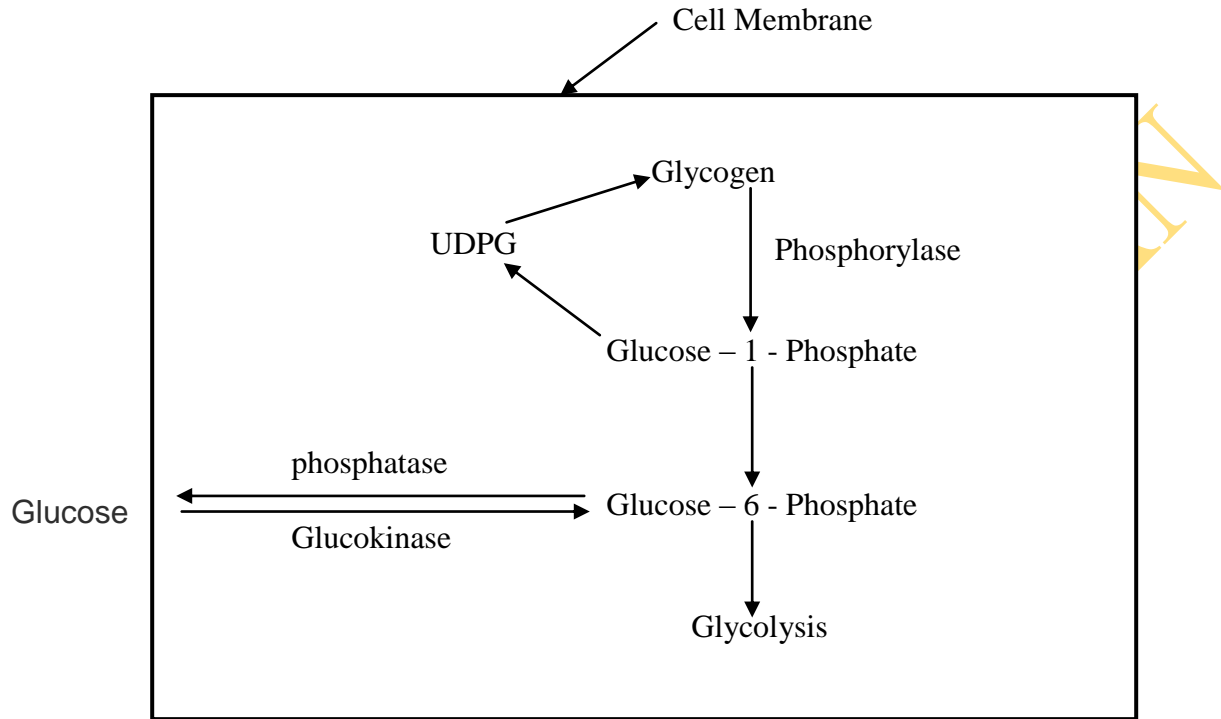 Cell Membrane
Glycogen
UDPG
Phosphorylase
Glucose – 1 - Phosphate
phosphatase
Glucose
Glucose – 6 - Phosphate
Glucokinase
Glycolysis